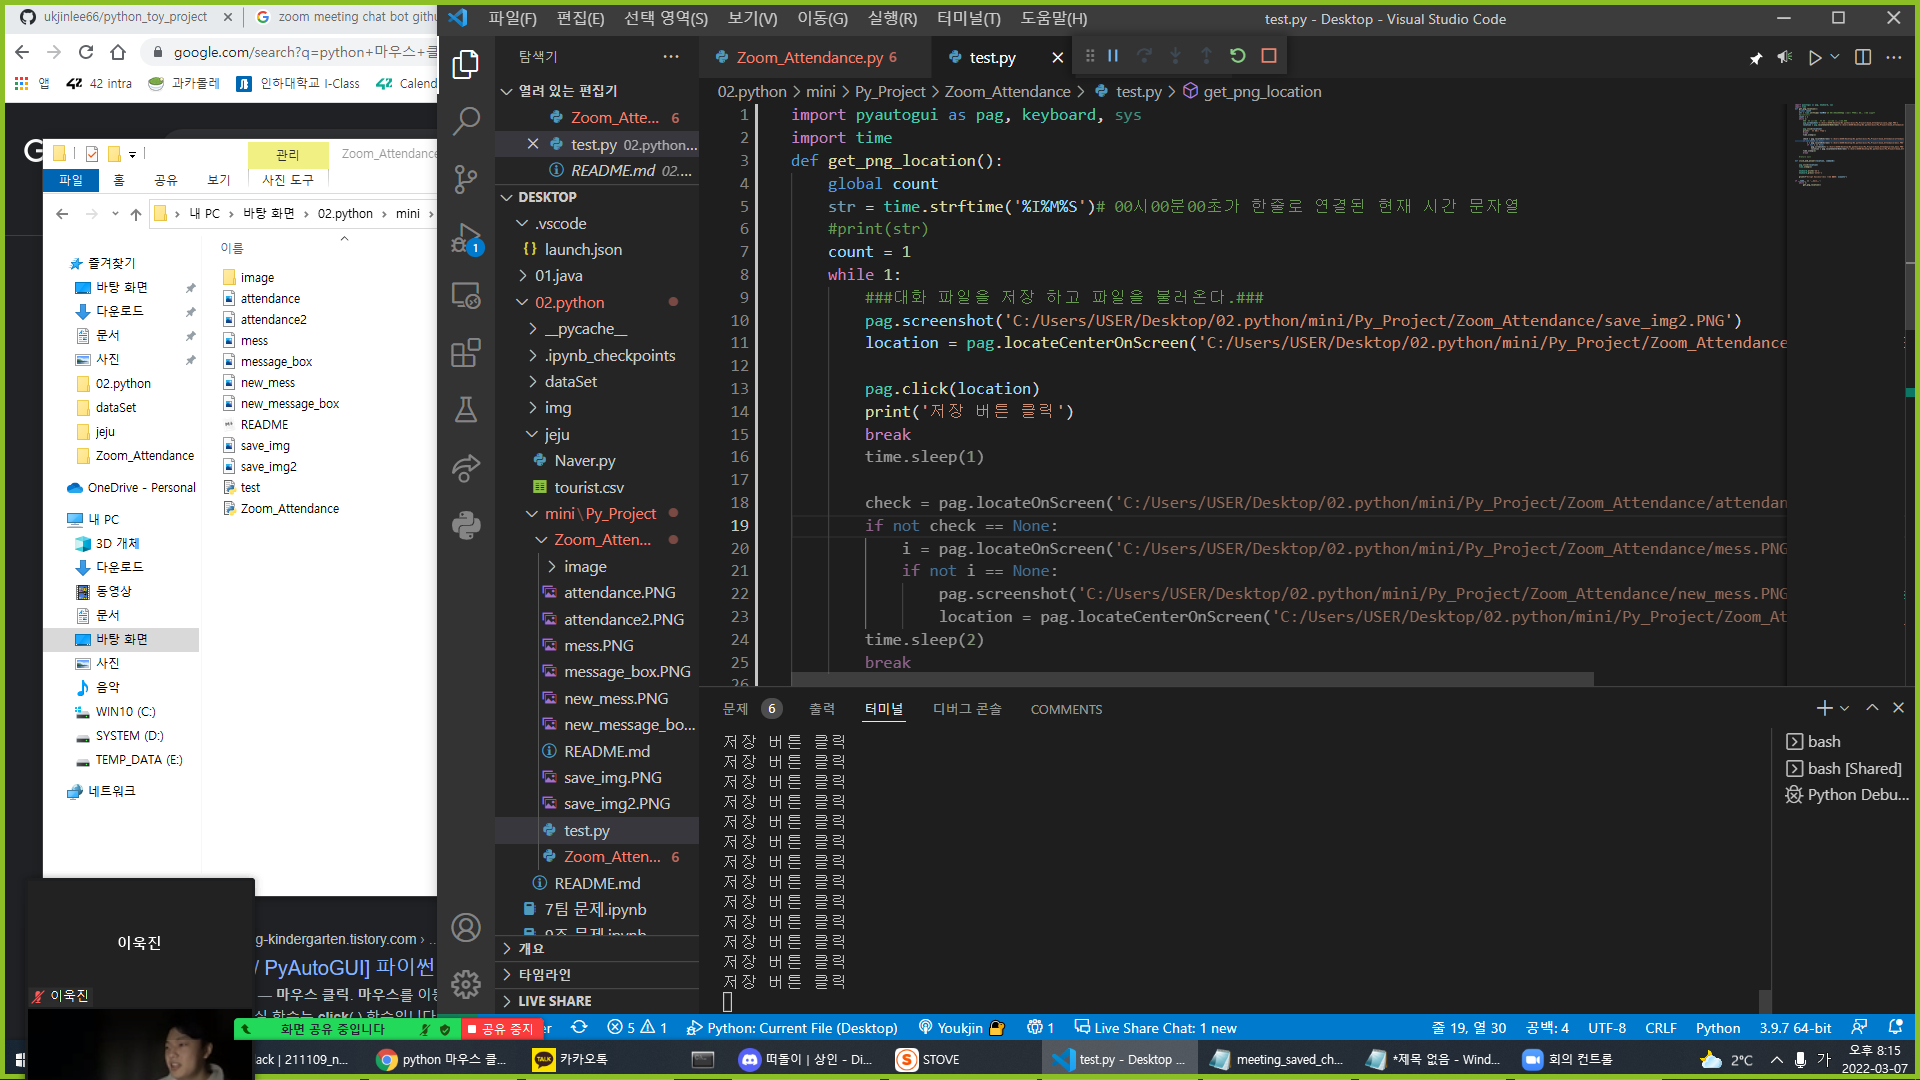 ukjinlee66/python_toy_project
zoom meeting chat bot githu
google.com/search?q=python+마우스+클
앱
42 intra
과카몰레
인하대학교 I-Class
Calend
관리
Zoom_Attendance
파일
홈
공유
보기
사진 도구
내 PC > 바탕 화면 > 02.python > mini >
이름
즐겨찾기
바탕 화면
다운로드
문서
사진
02.python
dataSet
jeju
Zoom_Attendance
OneDrive - Personal
내 PC
3D 개체
다운로드
동영상
문서
바탕 화면
사진
음악
WIN10 (C:)
SYSTEM (D:)
TEMP_DATA (E:)
네트워크
image
attendance
attendance2
mess
message_box
new_mess
new_message_box
README
save_img
save_img2
test
Zoom_Attendance
이욱진
이욱진
g-kindergarten.tistory.com › ...
/ PyAutoGUI] 파이썬
— 마우스 클릭. 마우스를 이동
화면 공유 중입니다
공유 중지
파일(F) 편집(E) 선택 영역(S) 보기(V) 이동(G) 실행(R) 터미널(T) 도움말(H)
test.py - Desktop - Visual Studio Code
탐색기
열려 있는 편집기
Zoom_Atte... 6
test.py 02.python...
README.md 02....
DESKTOP
.vscode
launch.json
01.java
02.python
__pycache__
.ipynb_checkpoints
dataSet
img
jeju
Naver.py
tourist.csv
mini\Py_Project
Zoom_Atten...
image
attendance.PNG
attendance2.PNG
mess.PNG
message_box.PNG
new_mess.PNG
new_message_bo...
README.md
save_img.PNG
save_img2.PNG
test.py
Zoom_Atten... 6
README.md
7팀 문제.ipynb
개요
타임라인
LIVE SHARE
Zoom_Attendance.py 6
test.py
02.python > mini > Py_Project > Zoom_Attendance > test.py > get_png_location
1 import pyautogui as pag, keyboard, sys
2 import time
3 def get_png_location():
4 global count
5 str = time.strftime('%I%M%S')# 00시00분00초가 한줄로 연결된 현재 시간 문자열
6 #print(str)
7 count = 1
8 while 1:
9 ###대화 파일을 저장 하고 파일을 불러온다.###
10 pag.screenshot('C:/Users/USER/Desktop/02.python/mini/Py_Project/Zoom_Attendance/save_img2.PNG')
11 location = pag.locateCenterOnScreen('C:/Users/USER/Desktop/02.python/mini/Py_Project/Zoom_Attendance
12
13 pag.click(location)
14 print('저장 버튼 클릭')
15 break
16 time.sleep(1)
17
18 check = pag.locateOnScreen('C:/Users/USER/Desktop/02.python/mini/Py_Project/Zoom_Attendance/attendan
19 if not check == None:
20 i = pag.locateOnScreen('C:/Users/USER/Desktop/02.python/mini/Py_Project/Zoom_Attendance/mess.PNG
21 if not i == None:
22 pag.screenshot('C:/Users/USER/Desktop/02.python/mini/Py_Project/Zoom_Attendance/new_mess.PNG
23 location = pag.locateCenterOnScreen('C:/Users/USER/Desktop/02.python/mini/Py_Project/Zoom_At
24 time.sleep(2)
25 break
26
문제 6 출력 터미널 디버그 콘솔 COMMENTS
저장 버튼 클릭
저장 버튼 클릭
저장 버튼 클릭
저장 버튼 클릭
저장 버튼 클릭
저장 버튼 클릭
저장 버튼 클릭
저장 버튼 클릭
저장 버튼 클릭
저장 버튼 클릭
저장 버튼 클릭
저장 버튼 클릭
저장 버튼 클릭
bash
bash [Shared]
Python Debu...
er 5 1 Python: Current File (Desktop) Youkjin 1 Live Share Chat: 1 new
줄 19, 열 30 공백: 4 UTF-8 CRLF Python 3.9.7 64-bit
ack | 211109_n...
python 마우스 클...
TALK 카카오톡
떠돌이 | 상인 - Di...
STOVE
test.py - Desktop ...
meeting_saved_ch...
*제목 없음 - Wind...
회의 컨트롤
2°C
가
오후 8:15
2022-03-07